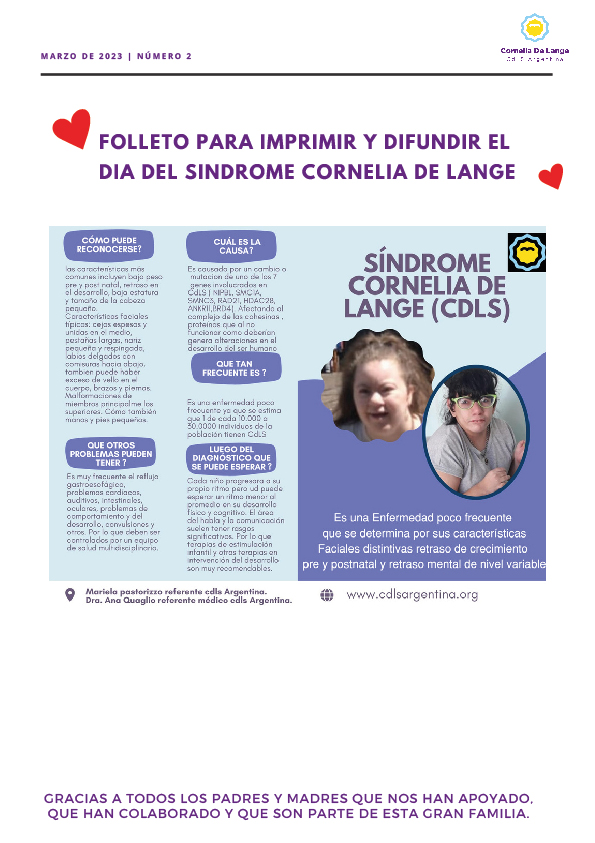 MARZO DE 2023 | NÚMERO 2
Cornelia De Lange
CdLS Argentina
FOLLETO PARA IMPRIMIR Y DIFUNDIR EL
DIA DEL SINDROME CORNELIA DE LANGE
CÓMO PUEDE
RECONOCERSE?
las características más
comunes incluyen bajo peso
pre y post natal, retraso en
el desarrollo, baja estatura
y tamaño de la cabeza
pequeño.
Características faciales
típicas: cejas espesas y
unidas en el medio,
pestañas largas, nariz
pequeña y respingada,
labios delgados con
comisuras hacia abajo.
tambien puede haber
exceso de vello en el
cuerpo, brazos y piernas.
Malformaciones de
miembros principalme los
superiores. Cómo también
manos y pies pequeños.
QUE OTROS
PROBLEMAS PUEDEN
TENER ?
Es muy frecuente el reflujo
gastroesofágico,
problemas cardíacos,
auditivos, intestinales,
oculares, problemas de
comportamiento y del
desarrollo, convulsiones y
otros. Por lo que deben ser
controlados por un equipo
de salud multidisciplinario.
CUÁL ES LA
CAUSA?
Es causado por un cambio o
mutacion de uno de los 7
genes involucrados en
CdLS ( NIPBL, SMC1A,
SMNC3, RAD21, HDAC28,
ANKR11,BRD4). Afectando al
complejo de las cohesinas ,
proteínas que al no
funcionar como deberían
genera alteraciones en el
desarrollo del ser humano
QUE TAN
FRECUENTE ES ?
Es una enfermedad poco
frecuente ya que se estima
que 1l de cada 10.000 a
30.0000 individuos de la
población tienen CdLS
LUEGO DEL
DIAGNÓSTICO QUE
SE PUEDE ESPERAR ?
Cada niño progresara a su
propio ritmo pero ud puede
esperar un ritmo menor al
promedio en su desarrollo
físico y cognitivo. El área
del habla y la comunicación
suelen tener rasgos
significativos. Por lo que
terapias de estimulación
infantil y otras terapias en
intervención del desarrollo
son muy recomendables.
SÍNDROME
CORNELIA DE
LANGE (CDLS)
Es una Enfermedad poco frecuente
que se determina por sus características
Faciales distintivas retraso de crecimiento
pre y postnatal y retraso mental de nivel variable
Mariela pastorizzo referente cdls Argentina.
Dra. Ana Quaglio referente médico cdls Argentina.
www.cdlsargentina.org
GRACIAS A TODOS LOS PADRES Y MADRES QUE NOS HAN APOYADO,
QUE HAN COLABORADO Y QUE SON PARTE DE ESTA GRAN FAMILIA.